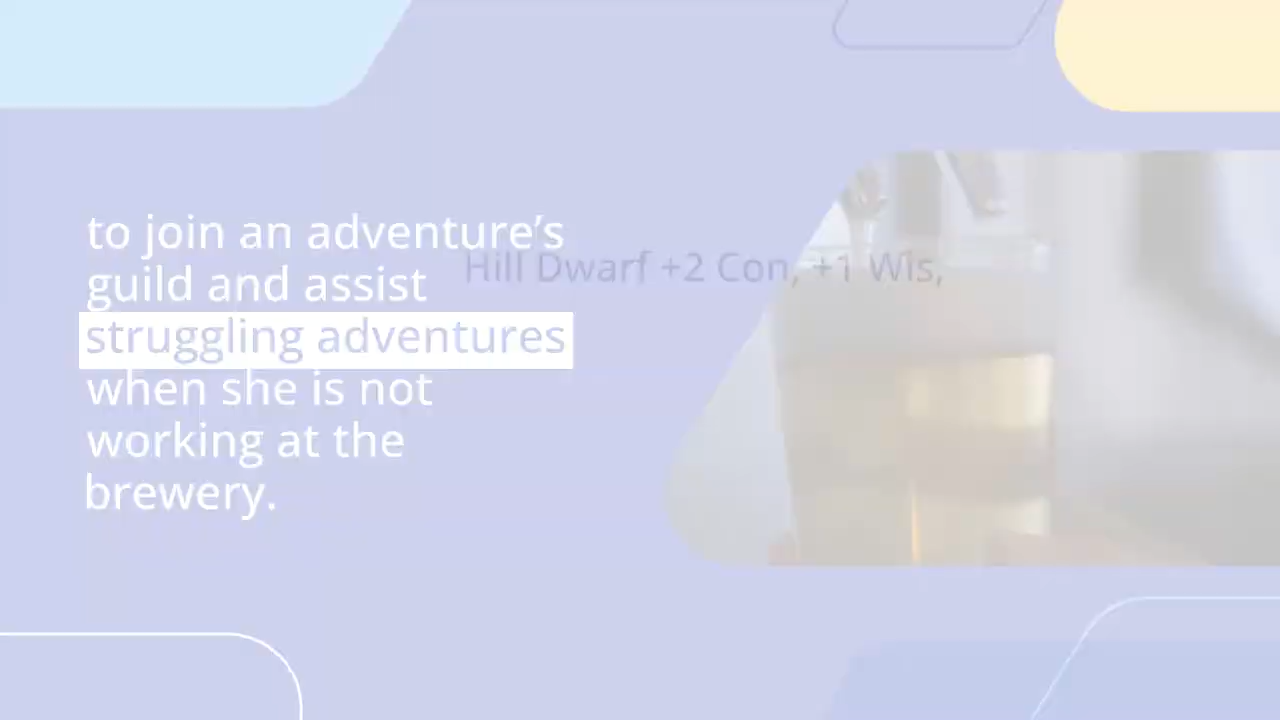 to join an adventure’s
guild and assist
struggling adventures
when she is not
working at the
brewery.
Hill Dwarf +2 Con, +1 Wis,